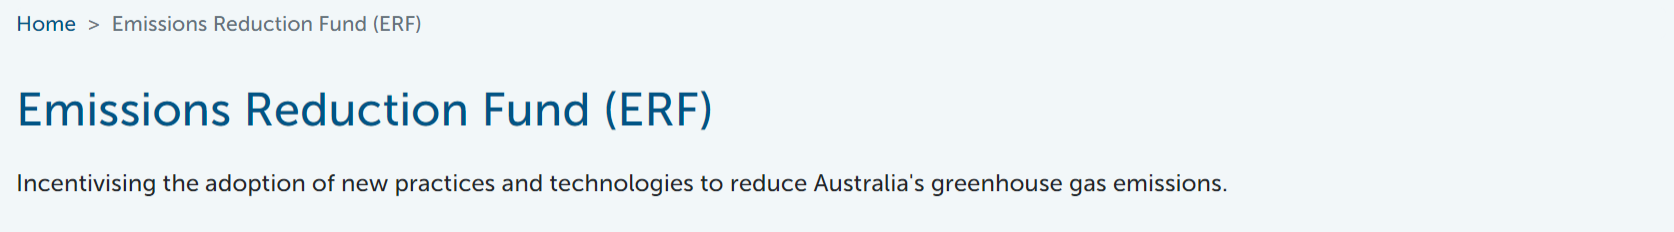 Home > Emissions Reduction Fund (ERF)
Emissions Reduction Fund (ERF)
Incentivising the adoption of new practices and technologies to reduce Australia's greenhouse gas emissions.